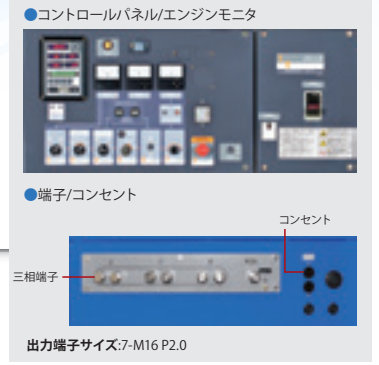 ●コントロールパネル/エンジンモニタ
●端子/コンセント
コンセント
三相端子
出力端子サイズ:7-M16 P2.0